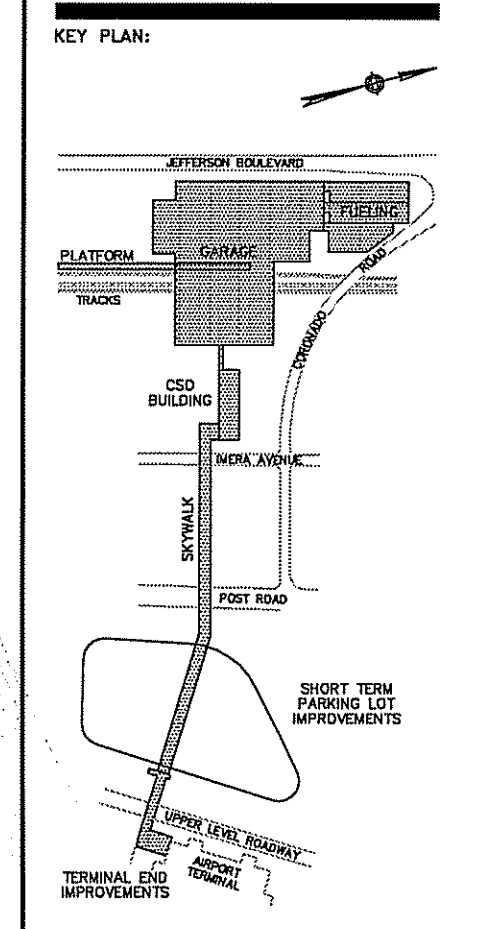 KEY PLAN:
JEFFERSON BOULEVARD
FUELING
PLATFORM
GARAGE
ROAD
TRACKS
CORONADO
CSD
BUILDING
IMERA AVENUE
SKYWALK
POST ROAD
SHORT TERM
PARKING LOT
IMPROVEMENTS
UPPER LEVEL ROADWAY
AIRPORT
TERMINAL
TERMINAL END
IMPROVEMENTS